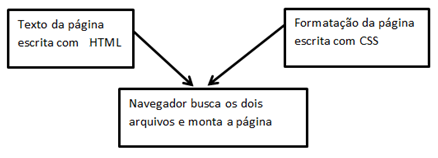 Texto da página
escrita com HTML
Formatação da página
escrita com CSS
Navegador busca os dois
arquivos e monta a página